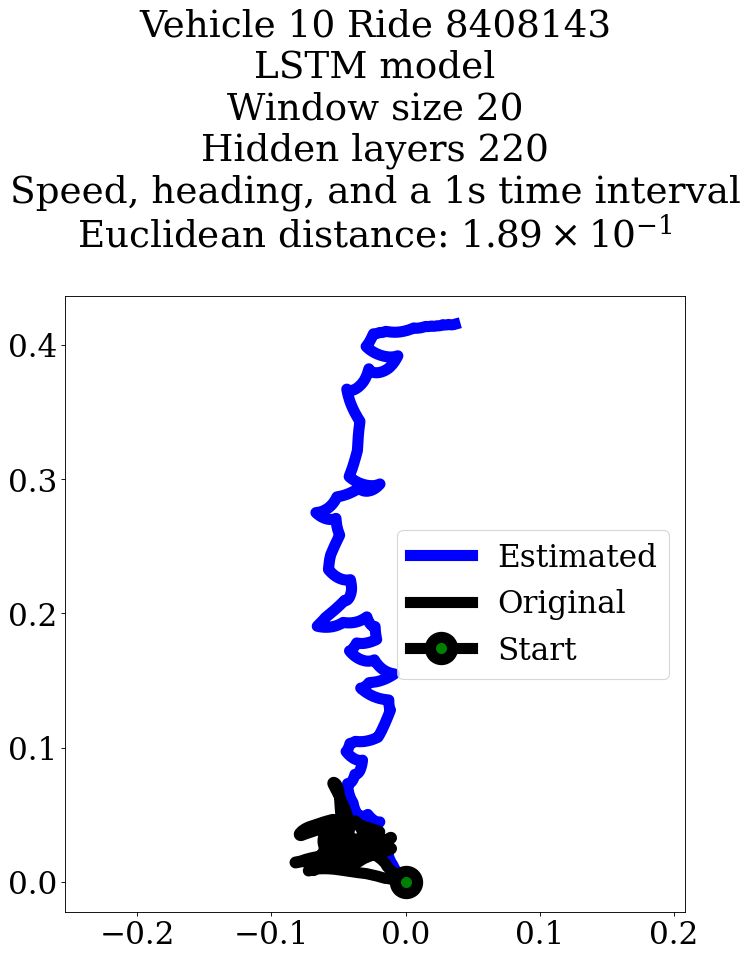 Vehicle 10 Ride 8408143
LSTM model
Window size 20
Hidden layers 220
Speed, heading, and a 1s time interval
Euclidean distance: 1.89 × 10⁻¹
0.4
0.3
0.2
0.1
0.0
Estimated
Original
Start
−0.2 −0.1 0.0 0.1 0.2